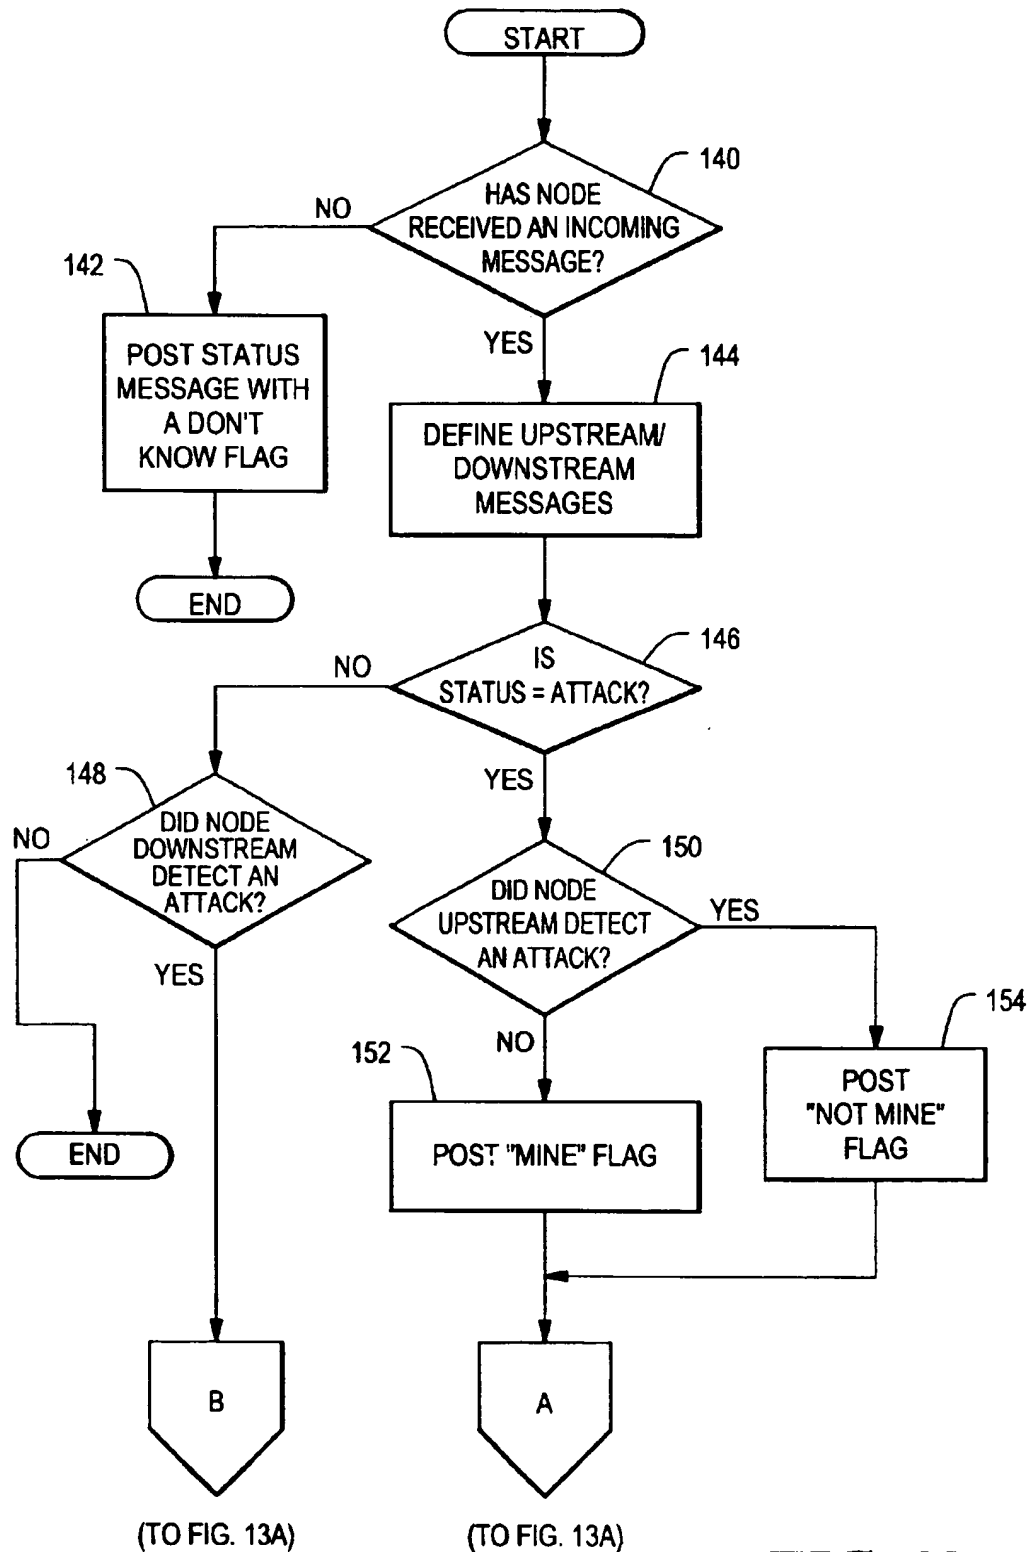 START
140
HAS NODE
RECEIVED AN INCOMING
MESSAGE?
NO
YES
142
POST STATUS
MESSAGE WITH
A DON'T
KNOW FLAG
END
144
DEFINE UPSTREAM/
DOWNSTREAM
MESSAGES
146
IS
STATUS = ATTACK?
NO
YES
148
DID NODE
DOWNSTREAM
DETECT AN
ATTACK?
NO
YES
END
150
DID NODE
UPSTREAM DETECT
AN ATTACK?
YES
NO
152
POST "MINE" FLAG
154
POST
"NOT MINE"
FLAG
B
A
(TO FIG. 13A)
(TO FIG. 13A)